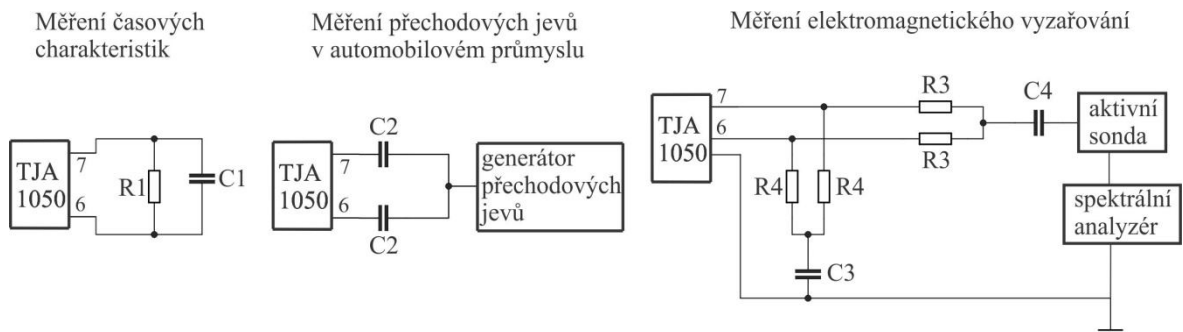 Měření časových
charakteristik
TJA
1050
7
6
R1
C1
Měření přechodových jevů
v automobilovém průmyslu
TJA
1050
7
6
C2
C2
generátor
přechodových
jevů
Měření elektromagnetického vyzařování
TJA
1050
7
6
R3
R3
R4
R4
C3
C4
aktivní
sonda
spektrální
analyzér